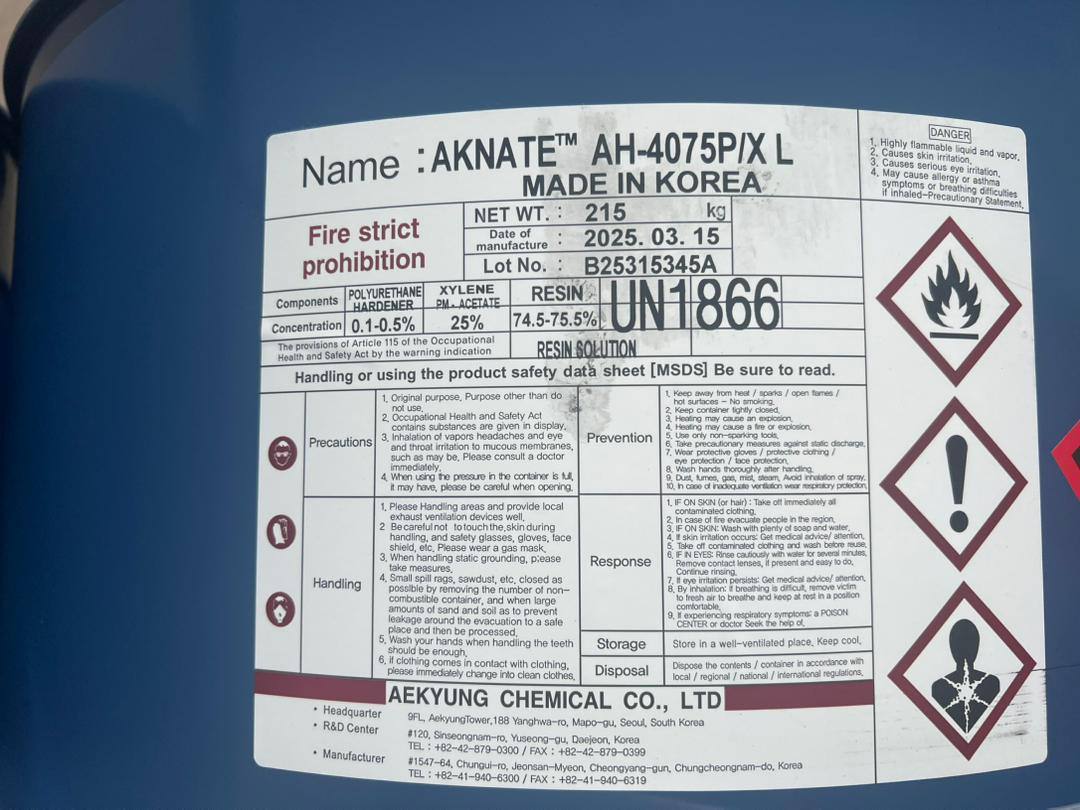 Name : AKNATE™ AH-4075P/X L
MADE IN KOREA
Fire strict
prohibition
NET WT. : 215 kg
Date of
manufacture : 2025. 03. 15
Lot No. : B25315345A
Components
POLYURETHANE
HARDENER
XYLENE
PM - ACETATE
RESIN
UN1866
Concentration
0.1-0.5%
25%
74.5-75.5%
The provisions of Article 115 of the Occupational
Health and Safety Act by the warning indication
RESIN SOLUTION
Handling or using the product safety data sheet [MSDS] Be sure to read.
Precautions
1. Original purpose, Purpose other than do
not use.
2. Occupational Health and Safety Act
contains substances are given in display.
3. Inhalation of vapors headaches and eye
and throat irritation to mucous membranes,
such as may be, Please consult a doctor
immediately.
4. When using the pressure in the container is full,
it may have, please be careful when opening.
Handling
1. Please Handling areas and provide local
exhaust ventilation devices well.
2 Be careful not to touch the skin during
handling, and safety glasses, gloves, face
shield, etc. Please wear a gas mask.
3. When handling static grounding, please
take measures.
4. Small spill rags, sawdust, etc. closed as
possible by removing the number of non-
combustible container, and when large
amounts of sand and soil as to prevent
leakage around the evacuation to a safe
place and then be processed.
5. Wash your hands when handling the teeth
should be enough.
6. if clothing comes in contact with clothing,
please immediately change into clean clothes.
Prevention
1. Keep away from heat / sparks / open flames /
hot surfaces – No smoking.
2. Keep container tightly closed.
3. Heating may cause an explosion.
4. Heating may cause a fire or explosion.
5. Use only non-sparking tools.
6. Take precautionary measures against static discharge.
7. Wear protective gloves / protective clothing /
eye protection / face protection.
8. Wash hands thoroughly after handling.
9. Dust, fumes, gas, mist, steam, Avoid inhalation of spray.
10. In case of inadequate ventilation wear respiratory protection.
Response
1. IF ON SKIN (or hair) : Take off immediately all
contaminated clothing.
2. In case of fire evacuate people in the region.
3. IF ON SKIN: Wash with plenty of soap and water.
4. If skin irritation occurs: Get medical advice/ attention.
5. Take off contaminated clothing and wash before reuse.
6. IF IN EYES: Rinse cautiously with water for several minutes.
Remove contact lenses, if present and easy to do.
Continue rinsing.
7. If eye irritation persists: Get medical advice/ attention.
8. By inhalation: If breathing is difficult, remove victim
to fresh air to breathe and keep at rest in a position
comfortable.
9. If experiencing respiratory symptoms: a POISON
CENTER or doctor Seek the help of.
Storage
Store in a well-ventilated place. Keep cool.
Disposal
Dispose the contents / container in accordance with
local / regional / national / international regulations.
AEKYUNG CHEMICAL CO., LTD
• Headquarter 9FL, AekyungTower,188 Yanghwa-ro, Mapo-gu, Seoul, South Korea
• R&D Center #120, Sinseongnam-ro, Yuseong-gu, Daejeon, Korea
TEL : +82-42-879-0300 / FAX : +82-42-879-0399
• Manufacturer #1547-64, Chungui-ro, Jeonsan-Myeon, Cheongyang-gun, Chungcheongnam-do, Korea
TEL : +82-41-940-6300 / FAX : +82-41-940-6319
DANGER
1. Highly flammable liquid and vapor.
2. Causes skin irritation.
3. Causes serious eye irritation.
4. May cause allergy or asthma
symptoms or breathing difficulties
if inhaled-Precautionary Statement.